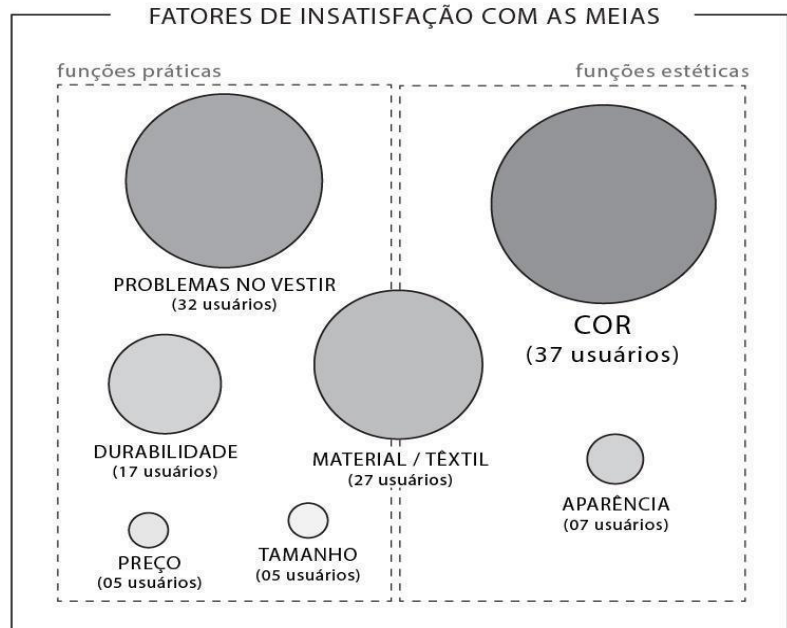 FATORES DE INSATISFAÇÃO COM AS MEIAS
funções práticas
funções estéticas
PROBLEMAS NO VESTIR
(32 usuários)
COR
(37 usuários)
DURABILIDADE
(17 usuários)
MATERIAL / TÊXTIL
(27 usuários)
APARÊNCIA
(07 usuários)
PREÇO
(05 usuários)
TAMANHO
(05 usuários)